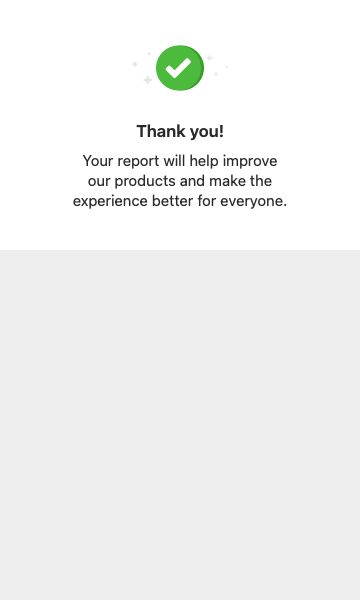 Thank you!
Your report will help improve
our products and make the
experience better for everyone.